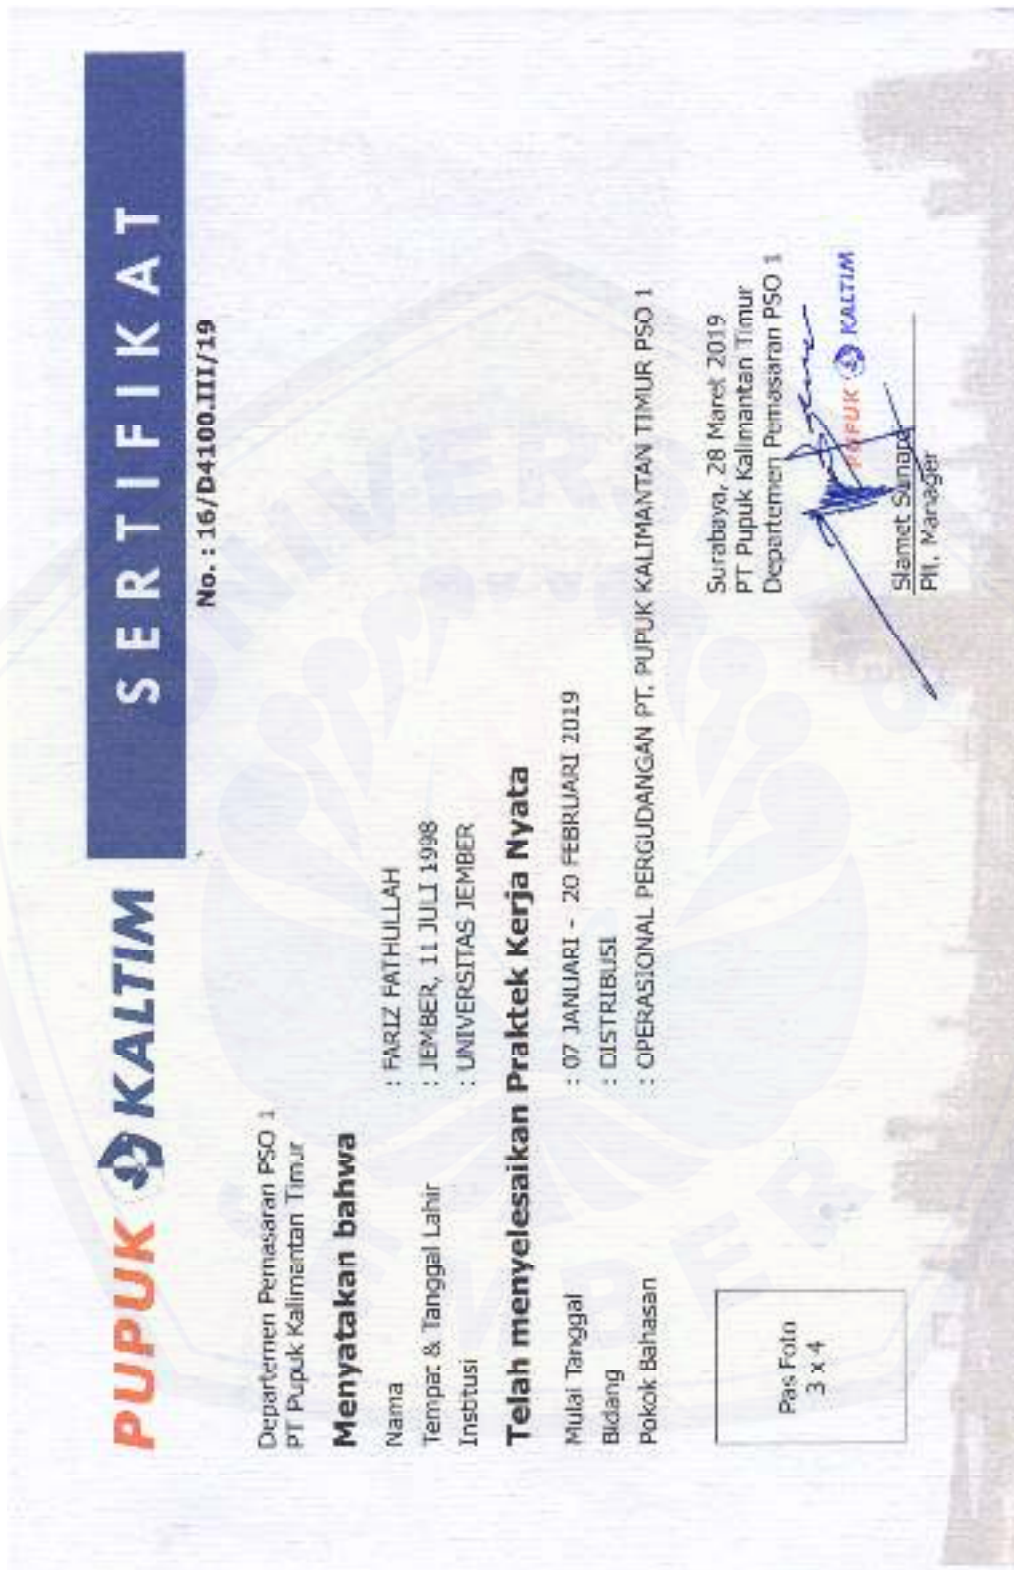 PUPUK KALTIM
SERTIFIKAT
No. : 16/D4100.III/19
Departemen Pemasaran PSO 1
PT Pupuk Kalimantan Timur
Menyatakan bahwa
Nama : FARIZ FATHULLAH
Tempat & Tanggal Lahir : JEMBER, 11 JULI 1998
Institusi : UNIVERSITAS JEMBER
Telah menyelesaikan Praktek Kerja Nyata
Mulai Tanggal : 07 JANUARI - 20 FEBRUARI 2019
Bidang : DISTRIBUSI
Pokok Bahasan : OPERASIONAL PERGUDANGAN PT. PUPUK KALIMANTAN TIMUR PSO 1
Surabaya, 28 Maret 2019
PT Pupuk Kalimantan Timur
Departemen Pemasaran PSO 1
PUPUK KALTIM
Slamet
Plt. Manager
Pas Foto
3 x 4
UNIVERSITAS
JEMBER